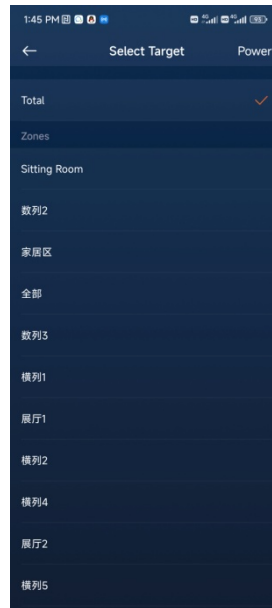 1:45 PM
Select Target
Power
Total
Zones
Sitting Room
数列2
家居区
全部
数列3
横列1
展厅1
横列2
横列4
展厅2
横列5